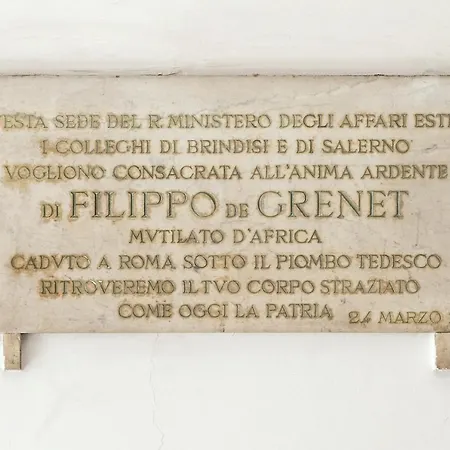 ESTA SEDE DEL R. MINISTERO DEGLI AFFARI ESTE
I COLLEGHI DI BRINDISI E DI SALERNO
VOGLIONO CONSACRATA ALL'ANIMA ARDENTE
DI FILIPPO DE GRENET
MVTILATO D'AFRICA
CADVTO A ROMA SOTTO IL PIOMBO TEDESCO
RITROVEREMO IL TVO CORPO STRAZIATO
COME OGGI LA PATRIA
24 MARZO